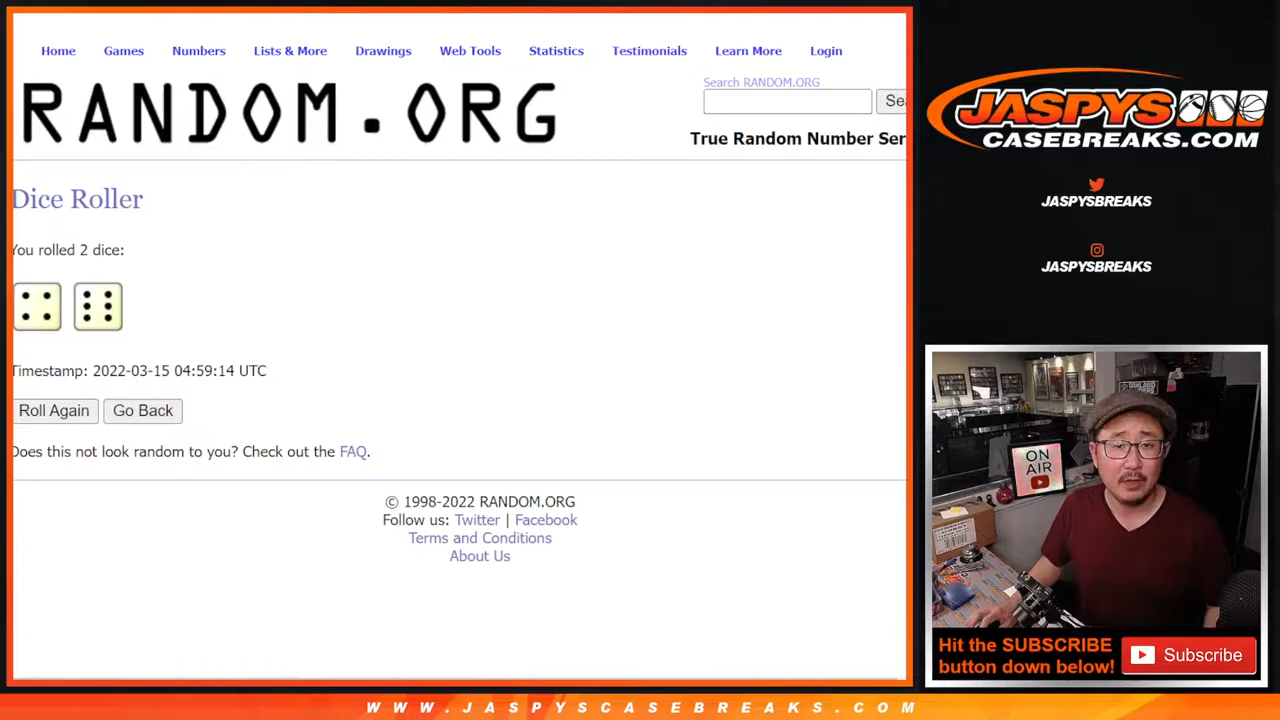 Home Games Numbers Lists & More Drawings Web Tools Statistics Testimonials Learn More Login
Search RANDOM.ORG
RANDOM.ORG
Sea
True Random Number Ser
Dice Roller
You rolled 2 dice:
Timestamp: 2022-03-15 04:59:14 UTC
Roll Again Go Back
Does this not look random to you? Check out the FAQ.
© 1998-2022 RANDOM.ORG
Follow us: Twitter | Facebook
Terms and Conditions
About Us
JASPYS
CASEBREAKS.COM
JASPYSBREAKS
JASPYSBREAKS
ON
AIR
Hit the SUBSCRIBE
button down below!
Subscribe
WWW.JASPYSCASEBREAKS.COM